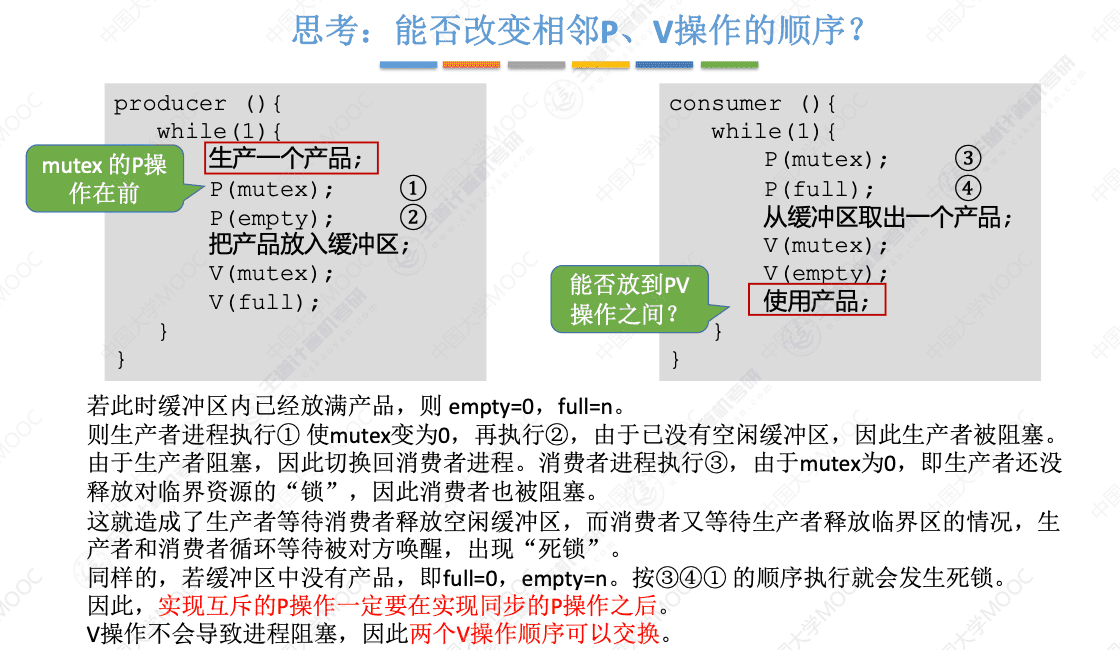 思考：能否改变相邻P、V操作的顺序？
producer (){
while(1){
生产一个产品;
P(mutex); ①
P(empty); ②
把产品放入缓冲区;
V(mutex);
V(full);
}
}
mutex 的P操
作在前
consumer (){
while(1){
P(mutex); ③
P(full); ④
从缓冲区取出一个产品;
V(mutex);
V(empty);
使用产品;
}
}
能否放到PV
操作之间？
若此时缓冲区内已经放满产品，则 empty=0，full=n。
则生产者进程执行① 使mutex变为0，再执行②，由于已没有空闲缓冲区，因此生产者被阻塞。
由于生产者阻塞，因此切换回消费者进程。消费者进程执行③，由于mutex为0，即生产者还没
释放对临界资源的“锁”，因此消费者也被阻塞。
这就造成了生产者等待消费者释放空闲缓冲区，而消费者又等待生产者释放临界区的情况，生
产者和消费者循环等待被对方唤醒，出现“死锁”。
同样的，若缓冲区中没有产品，即full=0，empty=n。按③④① 的顺序执行就会发生死锁。
因此，实现互斥的P操作一定要在实现同步的P操作之后。
V操作不会导致进程阻塞，因此两个V操作顺序可以交换。